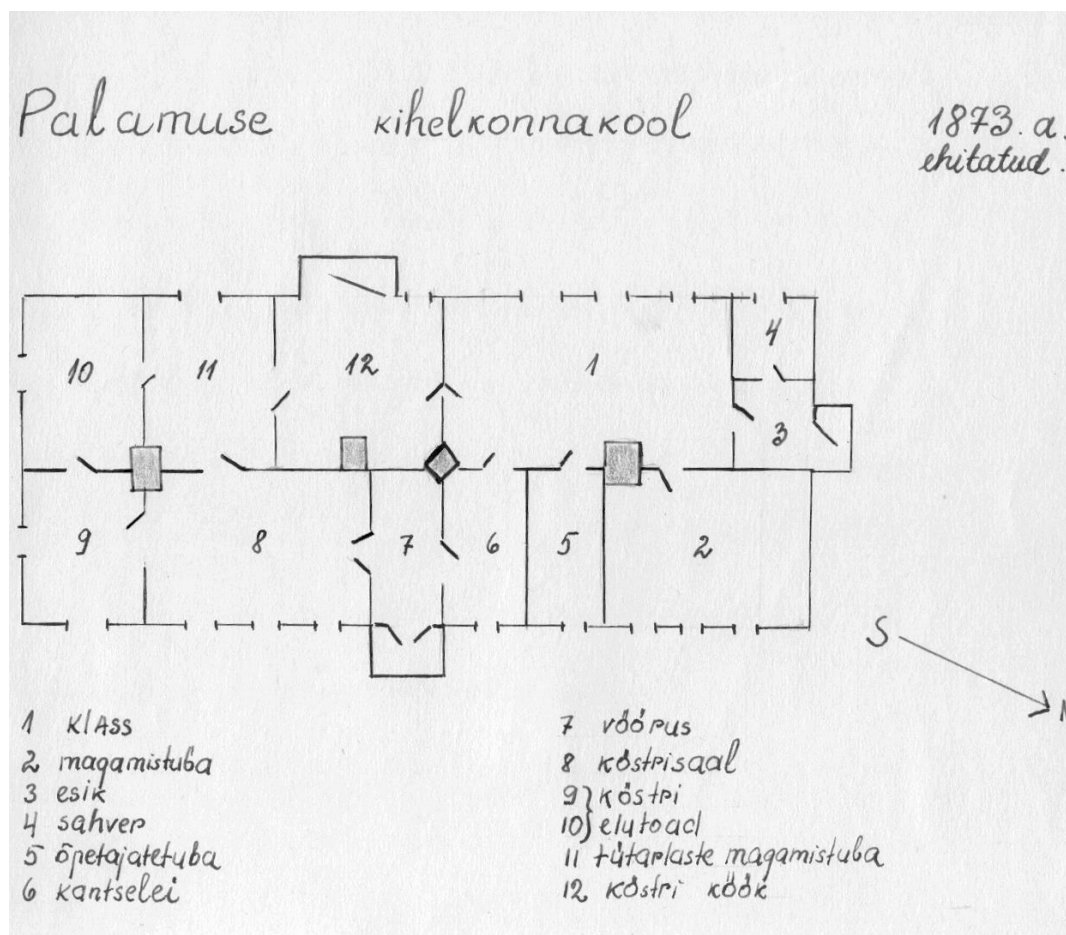 Palamuse kihelkonnakool
1873. a.
ehitatud.
10
11
12
1
4
3
9
8
7
6
5
2
S
N
1 klass
2 magamistuba
3 esik
4 sahver
5 õpetajatetuba
6 kantselei
7 võõrus
8 köstrisaal
9 } köstri
10 } elutoad
11 tütarlaste magamistuba
12 köstri köök